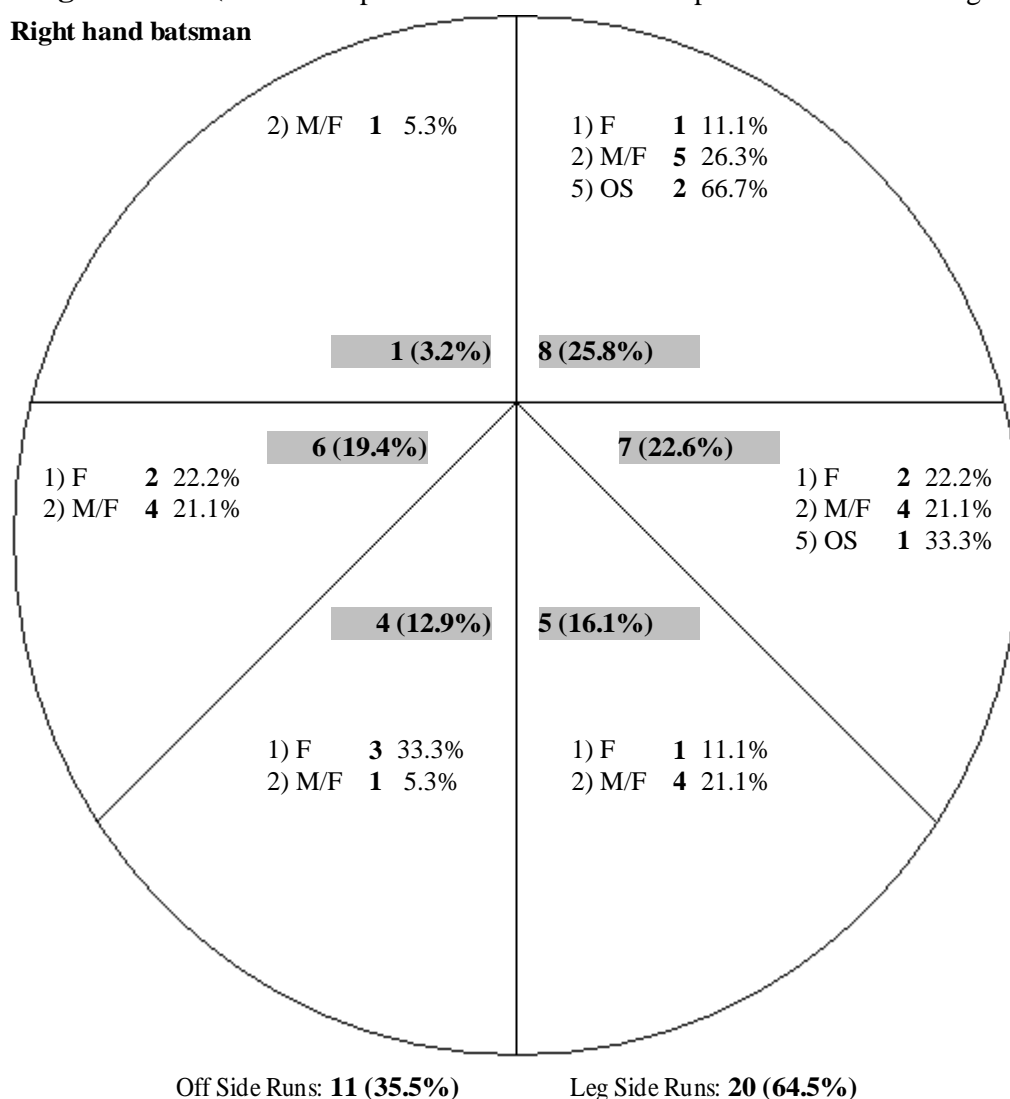 Right hand batsman
2) M/F 1 5.3%
1) F 1 11.1%
2) M/F 5 26.3%
5) OS 2 66.7%
1 (3.2%)
8 (25.8%)
6 (19.4%)
7 (22.6%)
1) F 2 22.2%
2) M/F 4 21.1%
1) F 2 22.2%
2) M/F 4 21.1%
5) OS 1 33.3%
4 (12.9%)
5 (16.1%)
1) F 3 33.3%
2) M/F 1 5.3%
1) F 1 11.1%
2) M/F 4 21.1%
Off Side Runs: 11 (35.5%)
Leg Side Runs: 20 (64.5%)